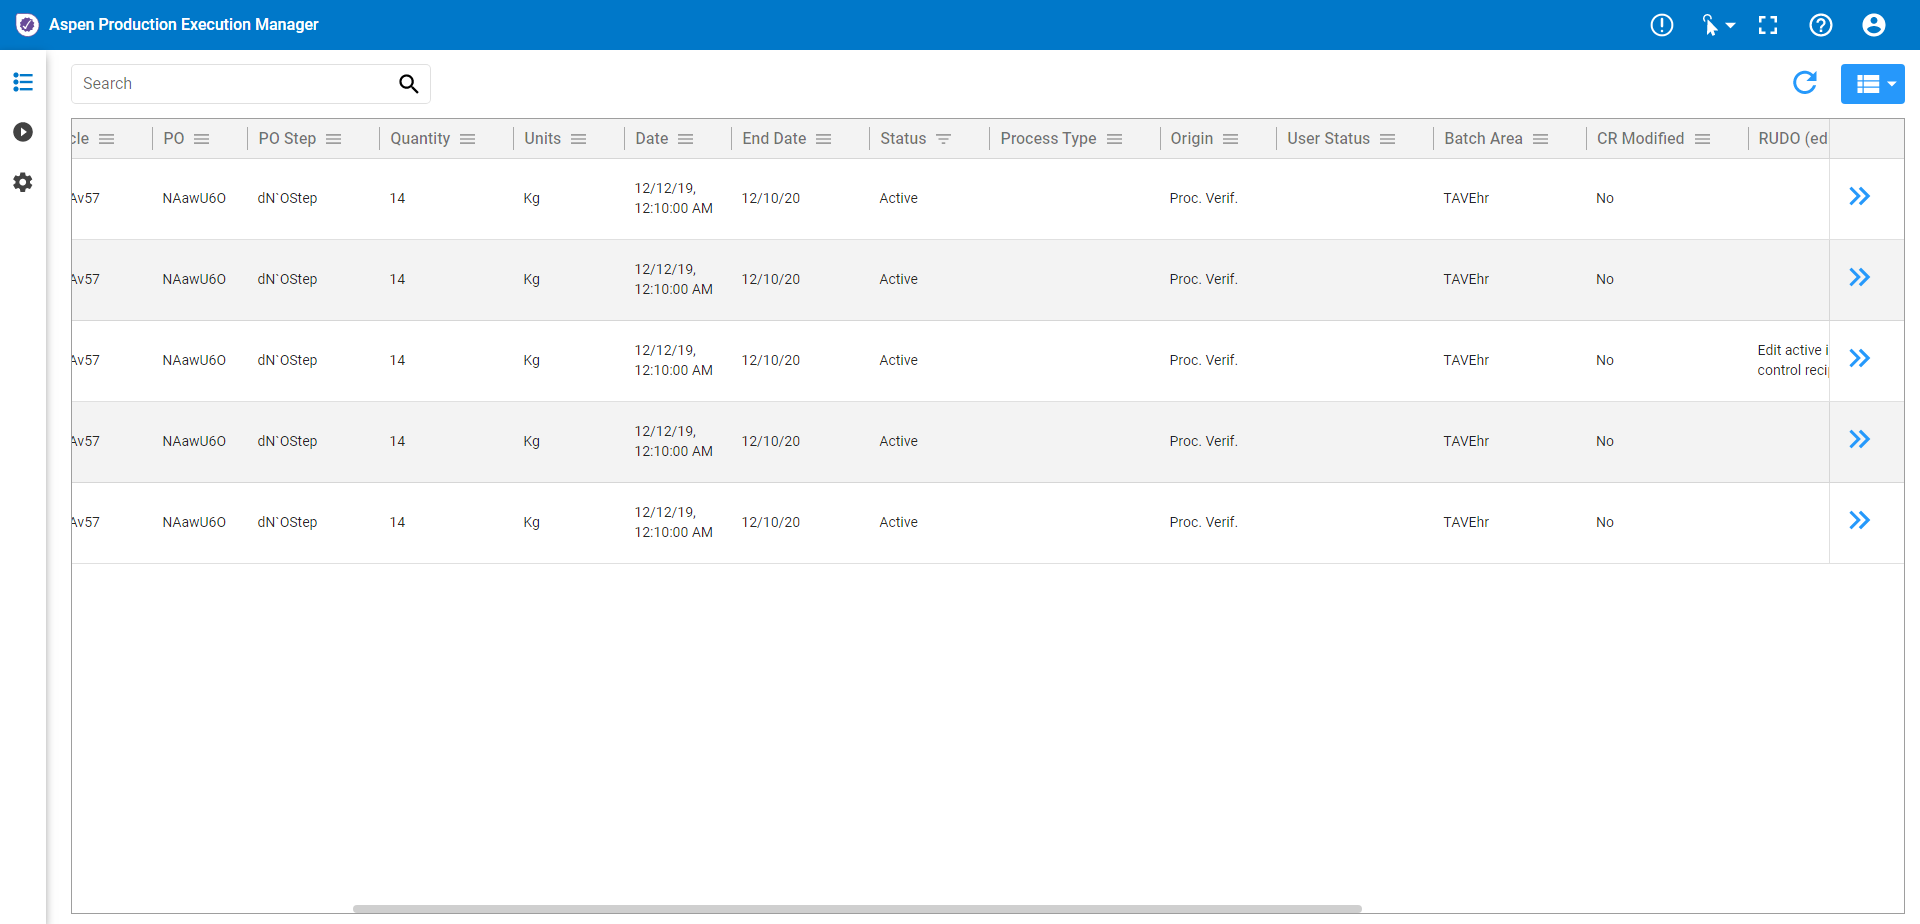 Aspen Production Execution Manager
Search
cle PO PO Step Quantity Units Date End Date Status Process Type Origin User Status Batch Area CR Modified RUDO (ed
Av57 NAawU6O dN`OStep 14 Kg 12/12/19, 12:10:00 AM 12/10/20 Active Proc. Verif. TAVEhr No
Av57 NAawU6O dN`OStep 14 Kg 12/12/19, 12:10:00 AM 12/10/20 Active Proc. Verif. TAVEhr No
Av57 NAawU6O dN`OStep 14 Kg 12/12/19, 12:10:00 AM 12/10/20 Active Proc. Verif. TAVEhr No Edit active i
control reci
Av57 NAawU6O dN`OStep 14 Kg 12/12/19, 12:10:00 AM 12/10/20 Active Proc. Verif. TAVEhr No
Av57 NAawU6O dN`OStep 14 Kg 12/12/19, 12:10:00 AM 12/10/20 Active Proc. Verif. TAVEhr No